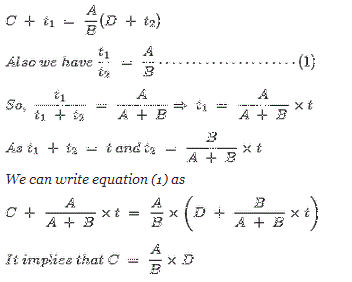 C + t₁ = A/B (D + t₂)
Also we have t₁/t₂ = A/B ······················ (1)
So, t₁/(t₁ + t₂) = A/(A + B) ⇒ t₁ = A/(A + B) × t
As t₁ + t₂ = t and t₂ = B/(A + B) × t
We can write equation (1) as
C + A/(A + B) × t = A/B × (D + B/(A + B) × t)
It implies that C = A/B × D